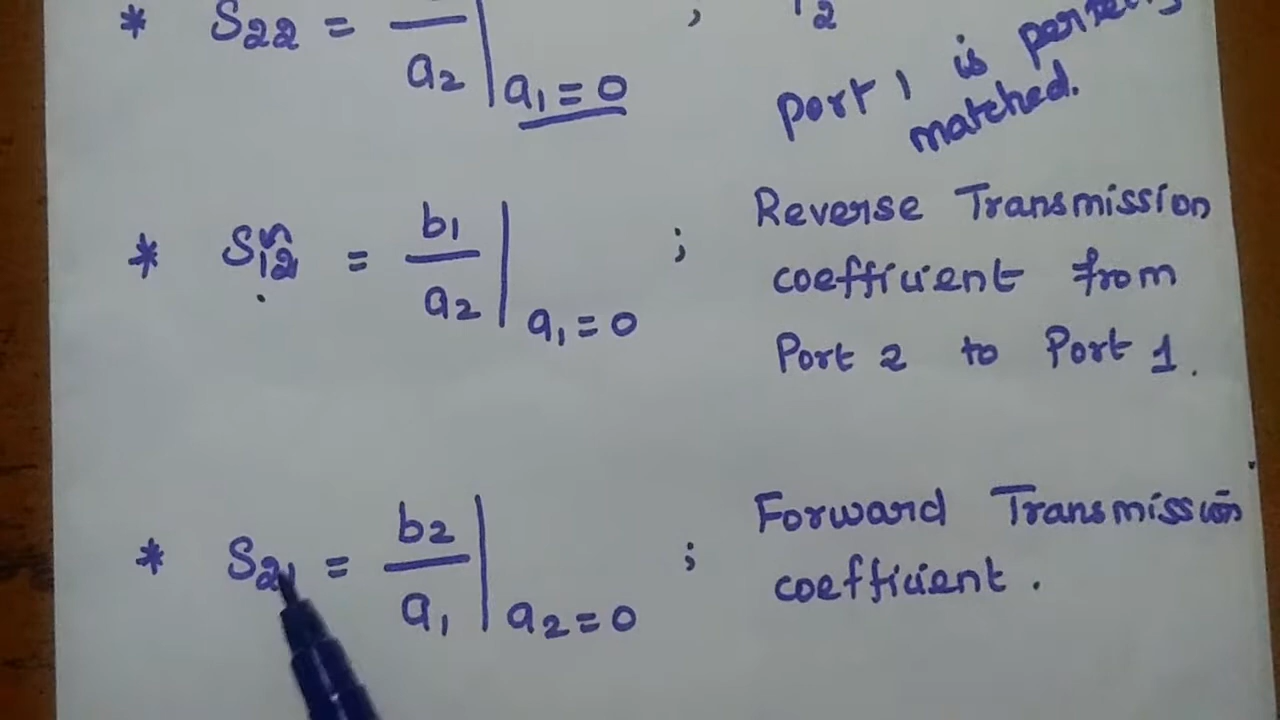 * S22 = a2 | a1 = 0 ; 2
port 1 is
matched.
* S12 = b1/a2 | a1 = 0 ; Reverse Transmission
coefficient from
Port 2 to Port 1.
* S21 = b2/a1 | a2 = 0 ; Forward Transmission
coefficient.